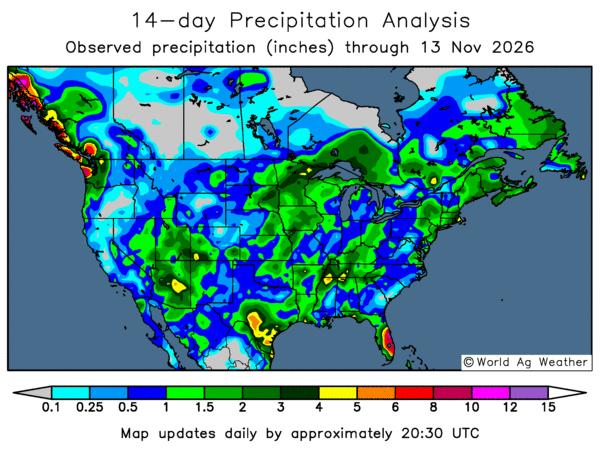 14-day Precipitation Analysis
Observed precipitation (inches) through 13 Nov 2026
© World Ag Weather
0.1 0.25 0.5 1 1.5 2 3 4 5 6 8 10 12 15
Map updates daily by approximately 20:30 UTC